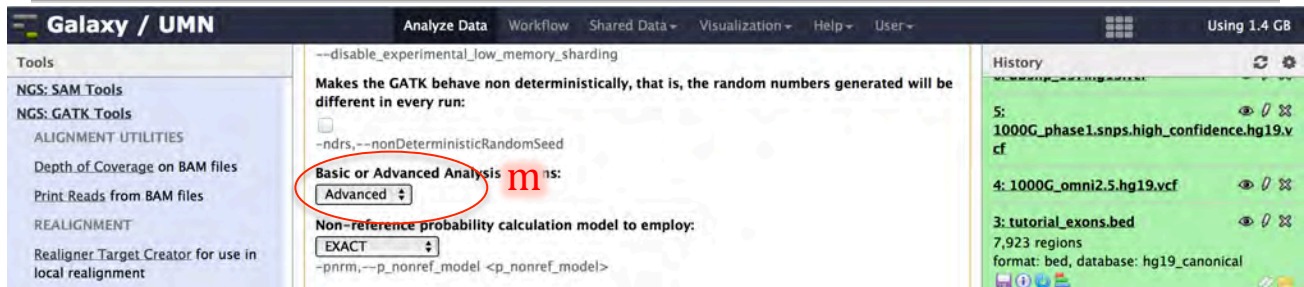 Galaxy / UMN
Analyze Data Workflow Shared Data Visualization Help User
Using 1.4 GB
Tools
NGS: SAM Tools
NGS: GATK Tools
ALIGNMENT UTILITIES
Depth of Coverage on BAM files
Print Reads from BAM files
REALIGNMENT
Realigner Target Creator for use in
local realignment
--disable_experimental_low_memory_sharding
Makes the GATK behave non deterministically, that is, the random numbers generated will be
different in every run:
-ndrs,--nonDeterministicRandomSeed
Basic or Advanced Analysis
m
Advanced
Non-reference probability calculation model to employ:
EXACT
-pnrm,--p_nonref_model <p_nonref_model>
History
5:
1000G_phase1.snps.high_confidence.hg19.v
cf
4: 1000G_omni2.5.hg19.vcf
3: tutorial_exons.bed
7,923 regions
format: bed, database: hg19_canonical